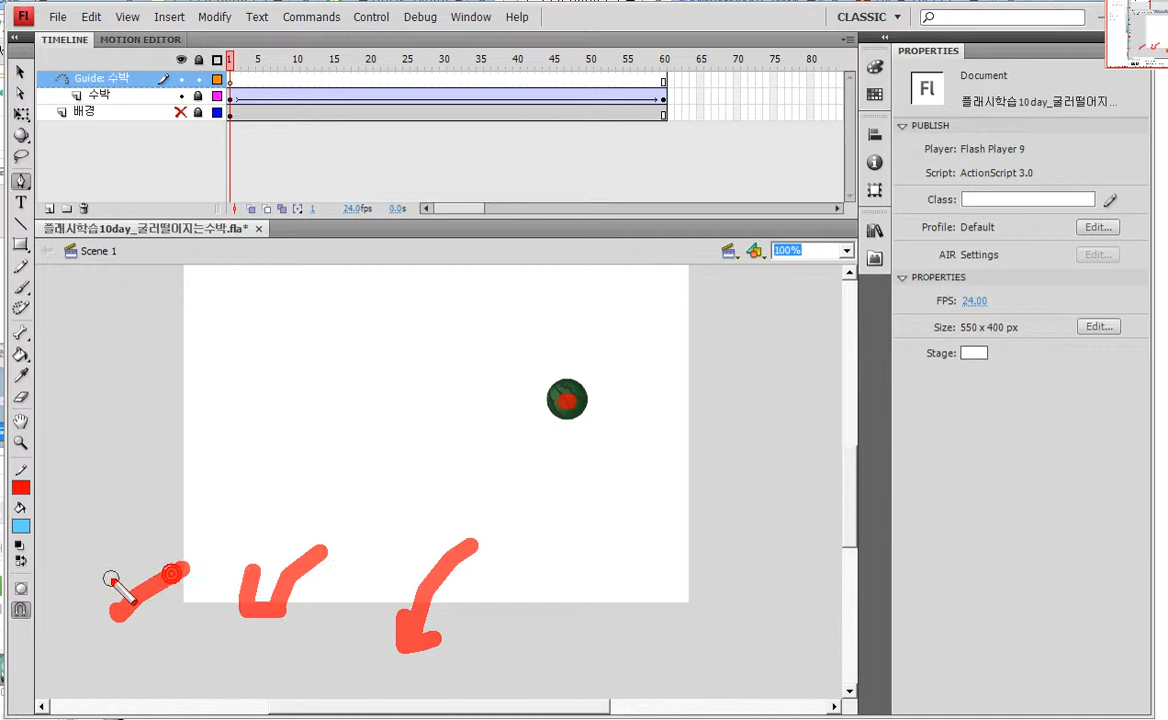 Fl File Edit View Insert Modify Text Commands Control Debug Window Help CLASSIC
TIMELINE MOTION EDITOR
1 5 10 15 20 25 30 35 40 45 50 55 60 65 70 75 80
Guide: 수박
수박
배경
1 24.0fps 0.0s
플래시학습10day_굴러떨어지는수박.fla* ×
Scene 1 100%
PROPERTIES
Fl Document
플래시학습10day_굴러떨어지...
PUBLISH
Player: Flash Player 9
Script: ActionScript 3.0
Class:
Profile: Default Edit...
AIR Settings Edit...
PROPERTIES
FPS: 24.00
Size: 550 x 400 px Edit...
Stage:
T